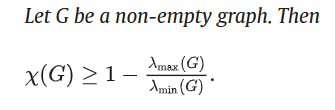 Let G be a non-empty graph. Then
χ(G) ≥ 1 − λmax(G)/λmin(G).